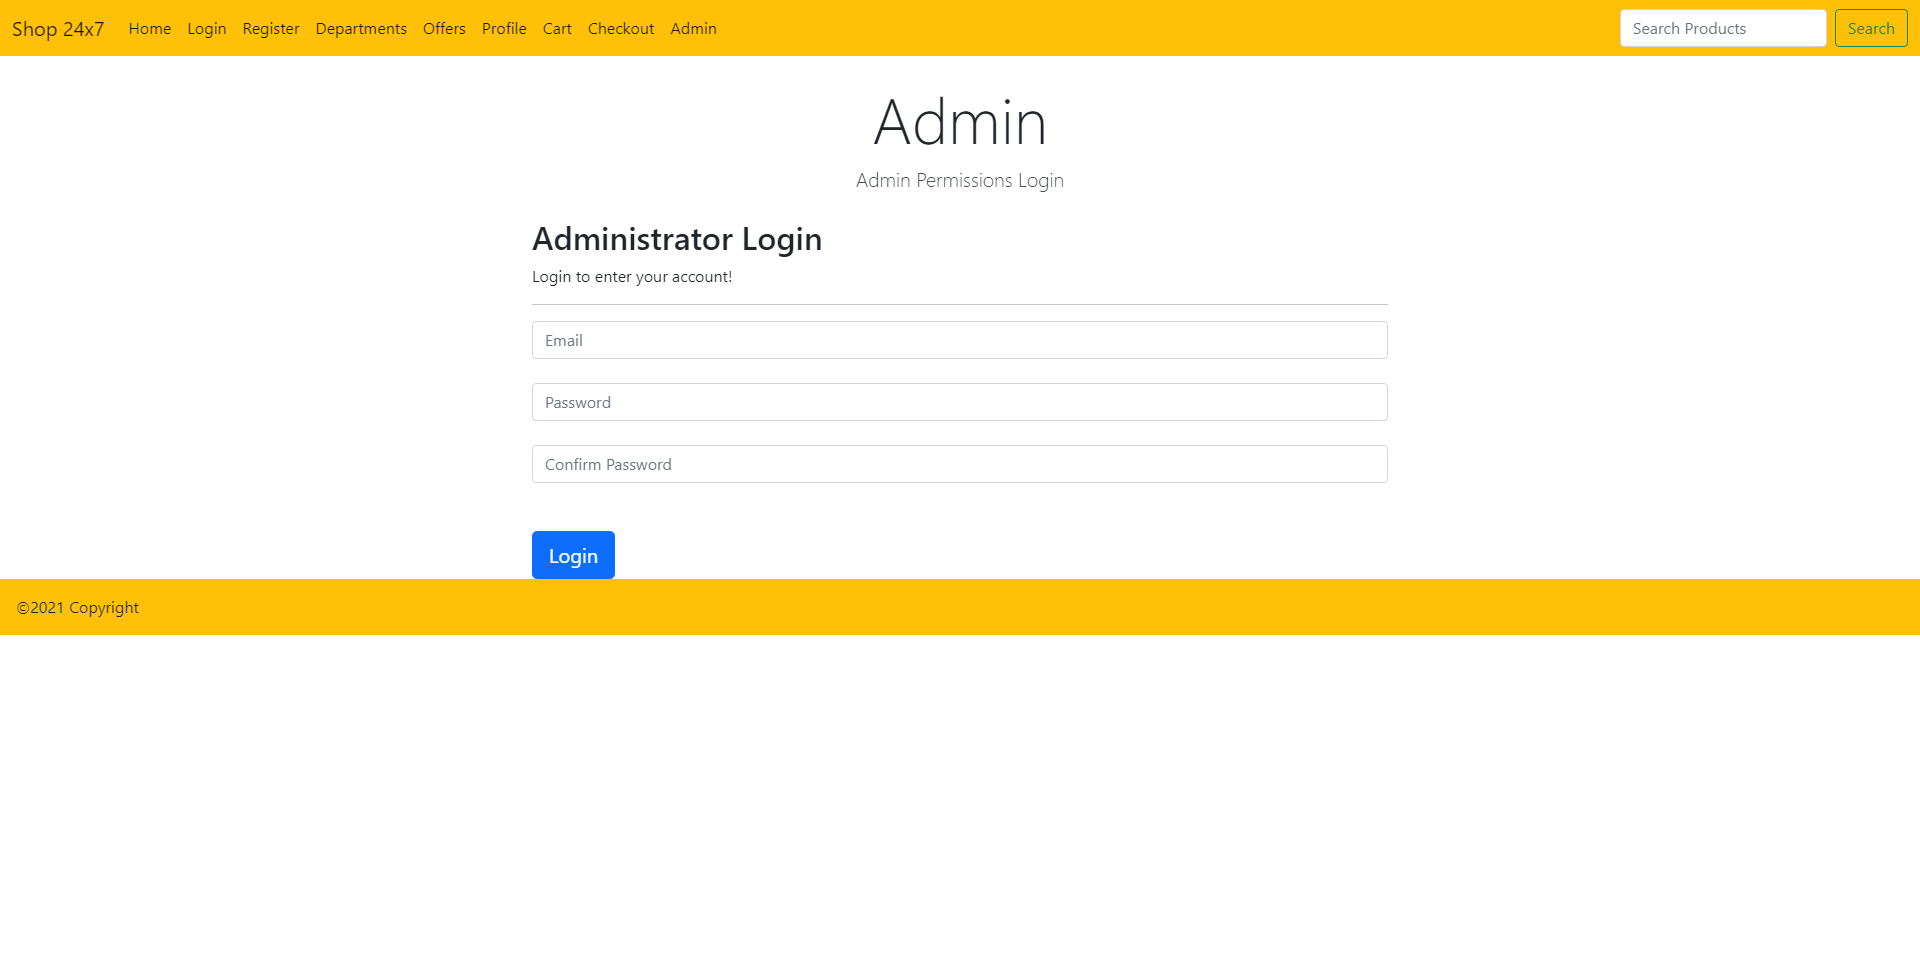 Shop 24x7 Home Login Register Departments Offers Profile Cart Checkout Admin Search Products Search
Admin
Admin Permissions Login
Administrator Login
Login to enter your account!
Email
Password
Confirm Password
Login
©2021 Copyright